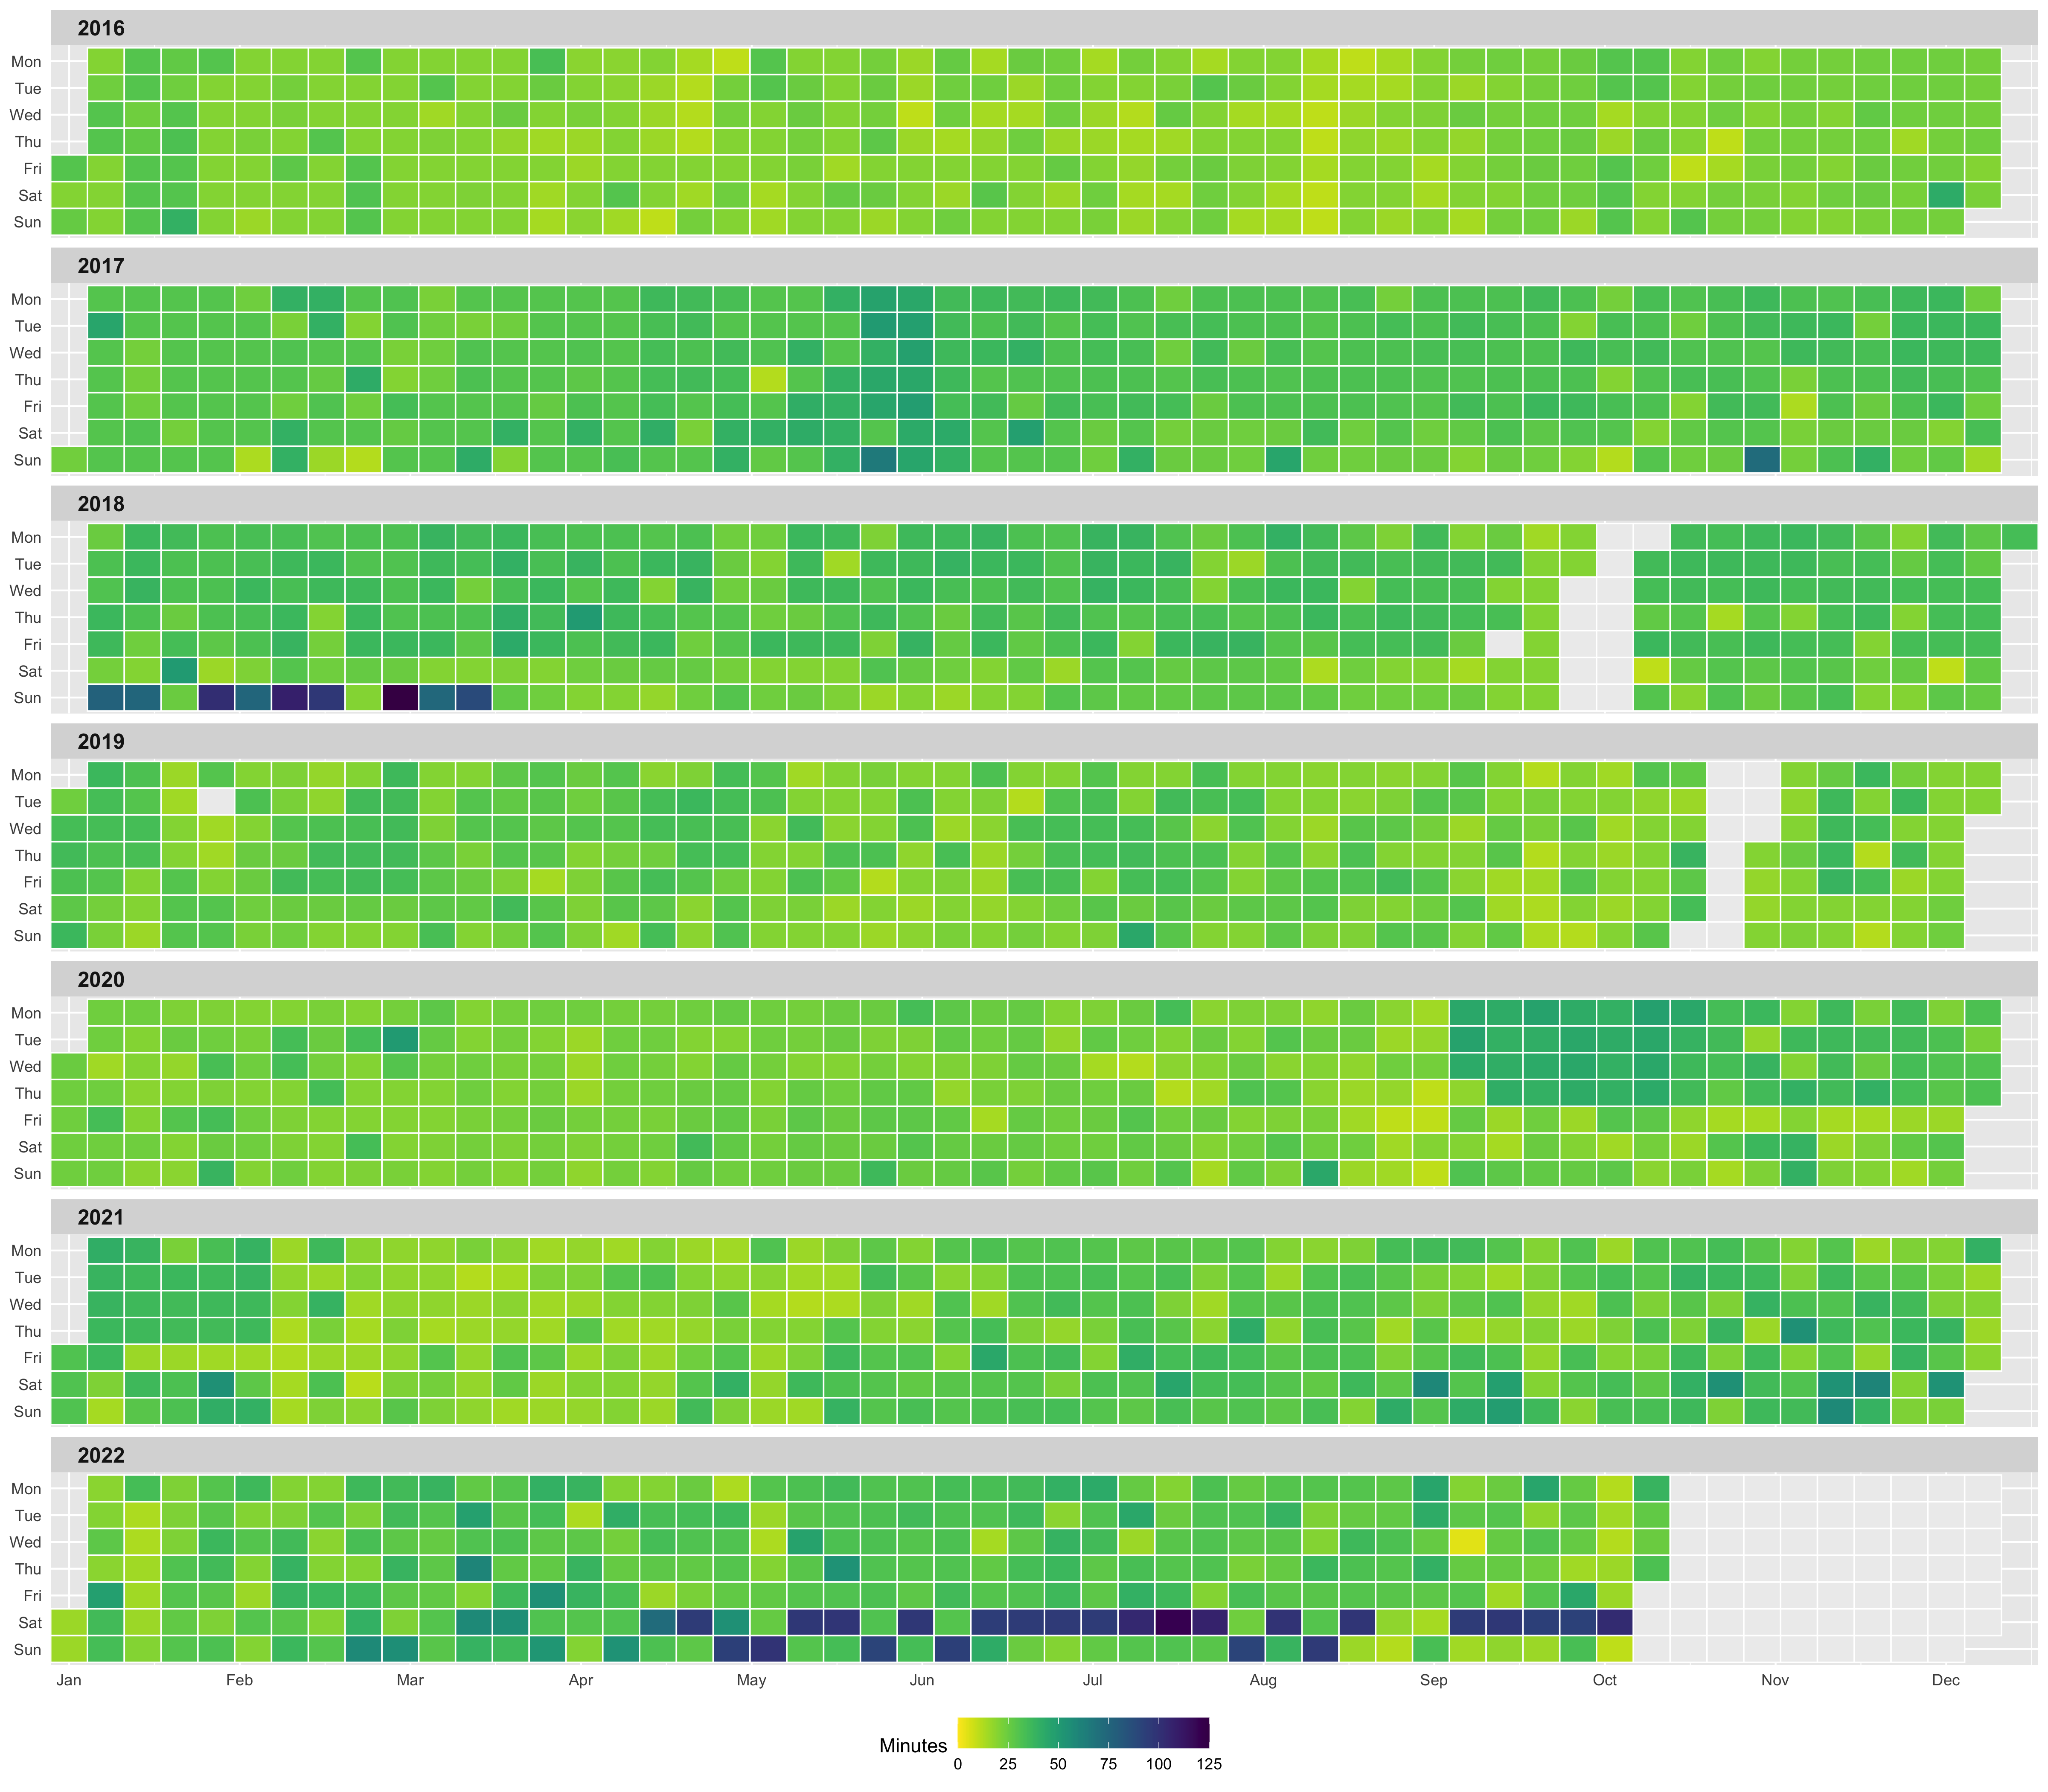 2016
Mon
Tue
Wed
Thu
Fri
Sat
Sun
2017
Mon
Tue
Wed
Thu
Fri
Sat
Sun
2018
Mon
Tue
Wed
Thu
Fri
Sat
Sun
2019
Mon
Tue
Wed
Thu
Fri
Sat
Sun
2020
Mon
Tue
Wed
Thu
Fri
Sat
Sun
2021
Mon
Tue
Wed
Thu
Fri
Sat
Sun
2022
Mon
Tue
Wed
Thu
Fri
Sat
Sun
Jan Feb Mar Apr May Jun Jul Aug Sep Oct Nov Dec
Minutes
0 25 50 75 100 125